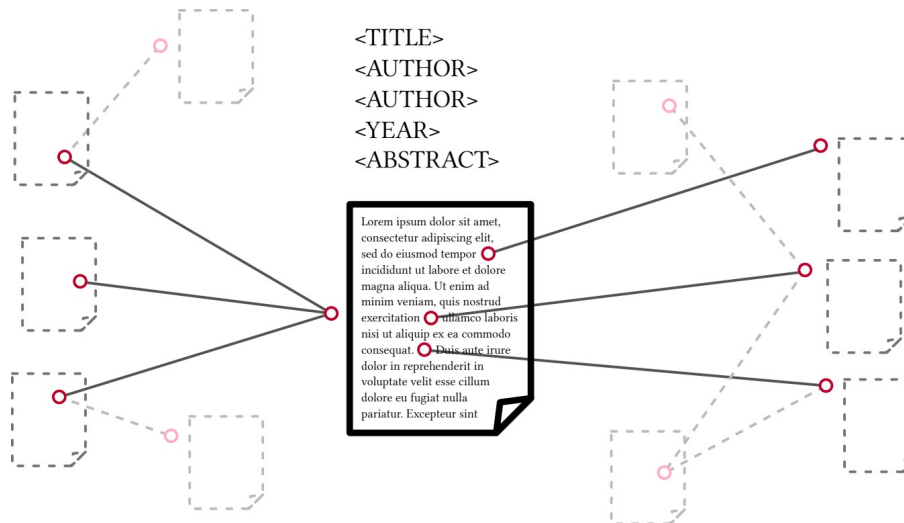 <TITLE>
<AUTHOR>
<AUTHOR>
<YEAR>
<ABSTRACT>
Lorem ipsum dolor sit amet,
consectetur adipiscing elit,
sed do eiusmod tempor
incididunt ut labore et dolore
magna aliqua. Ut enim ad
minim veniam, quis nostrud
exercitation ullamco laboris
nisi ut aliquip ex ea commodo
consequat. Duis aute irure
dolor in reprehenderit in
voluptate velit esse cillum
dolore eu fugiat nulla
pariatur. Excepteur sint